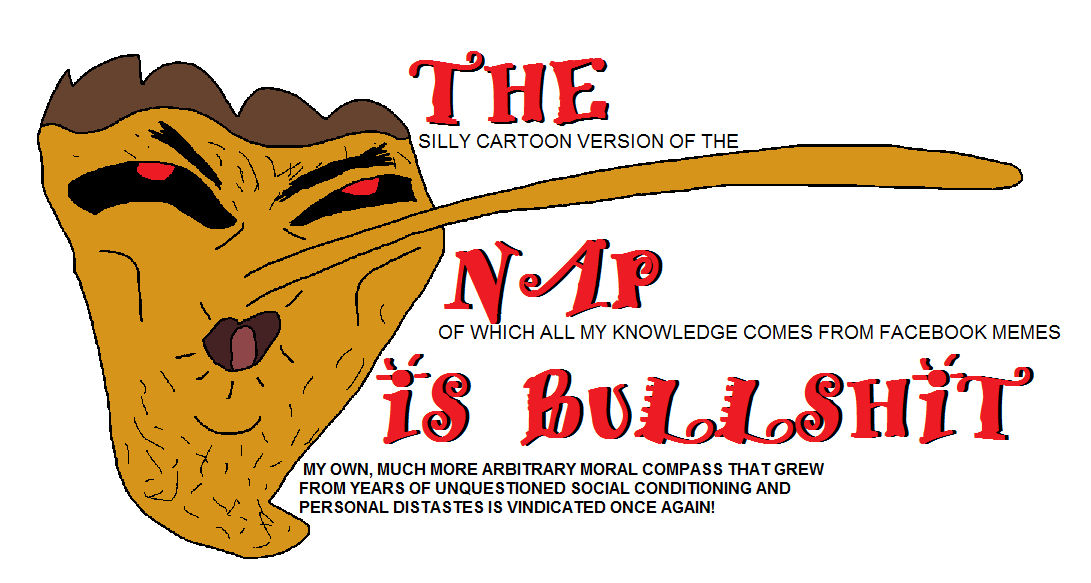 THE
SILLY CARTOON VERSION OF THE
NAP
OF WHICH ALL MY KNOWLEDGE COMES FROM FACEBOOK MEMES
iS BULLSHiT
MY OWN, MUCH MORE ARBITRARY MORAL COMPASS THAT GREW
FROM YEARS OF UNQUESTIONED SOCIAL CONDITIONING AND
PERSONAL DISTASTES IS VINDICATED ONCE AGAIN!